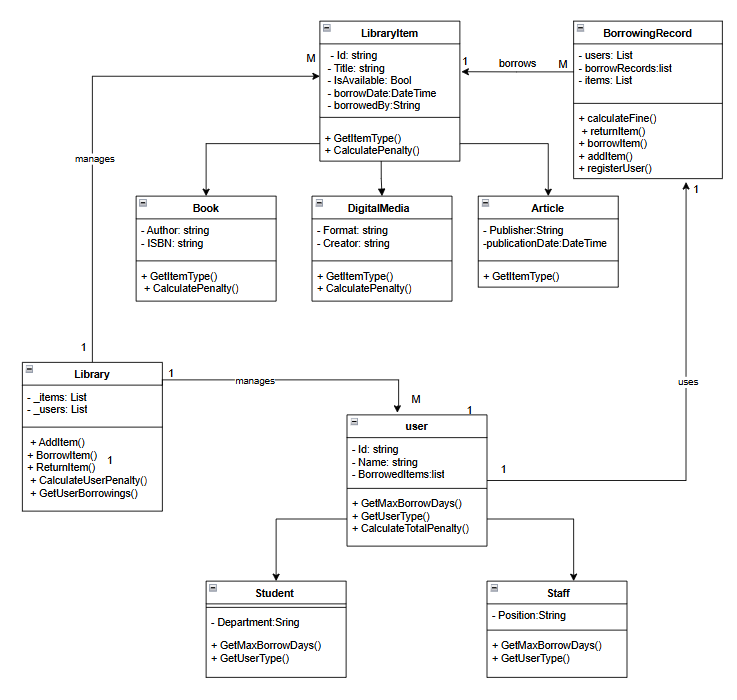 LibraryItem
- Id: string
- Title: string
- IsAvailable: Bool
- borrowDate:DateTime
- borrowedBy:String
+ GetItemType()
+ CalculatePenalty()
BorrowingRecord
- users: List
- borrowRecords:list
- items: List
+ calculateFine()
+ returnItem()
+ borrowItem()
+ addItem()
+ registerUser()
M
1
borrows
M
manages
Book
- Author: string
- ISBN: string
+ GetItemType()
+ CalculatePenalty()
DigitalMedia
- Format: string
- Creator: string
+ GetItemType()
+ CalculatePenalty()
Article
- Publisher:String
-publicationDate:DateTime
+ GetItemType()
1
1
Library
- _items: List
- _users: List
+ AddItem()
+ BorrowItem()
+ ReturnItem()
+ CalculateUserPenalty()
+ GetUserBorrowings()
1
1
manages
M
uses
1
1
user
- Id: string
- Name: string
- BorrowedItems:list
+ GetMaxBorrowDays()
+ GetUserType()
+ CalculateTotalPenalty()
Student
- Department:Sring
+ GetMaxBorrowDays()
+ GetUserType()
Staff
- Position:String
+ GetMaxBorrowDays()
+ GetUserType()